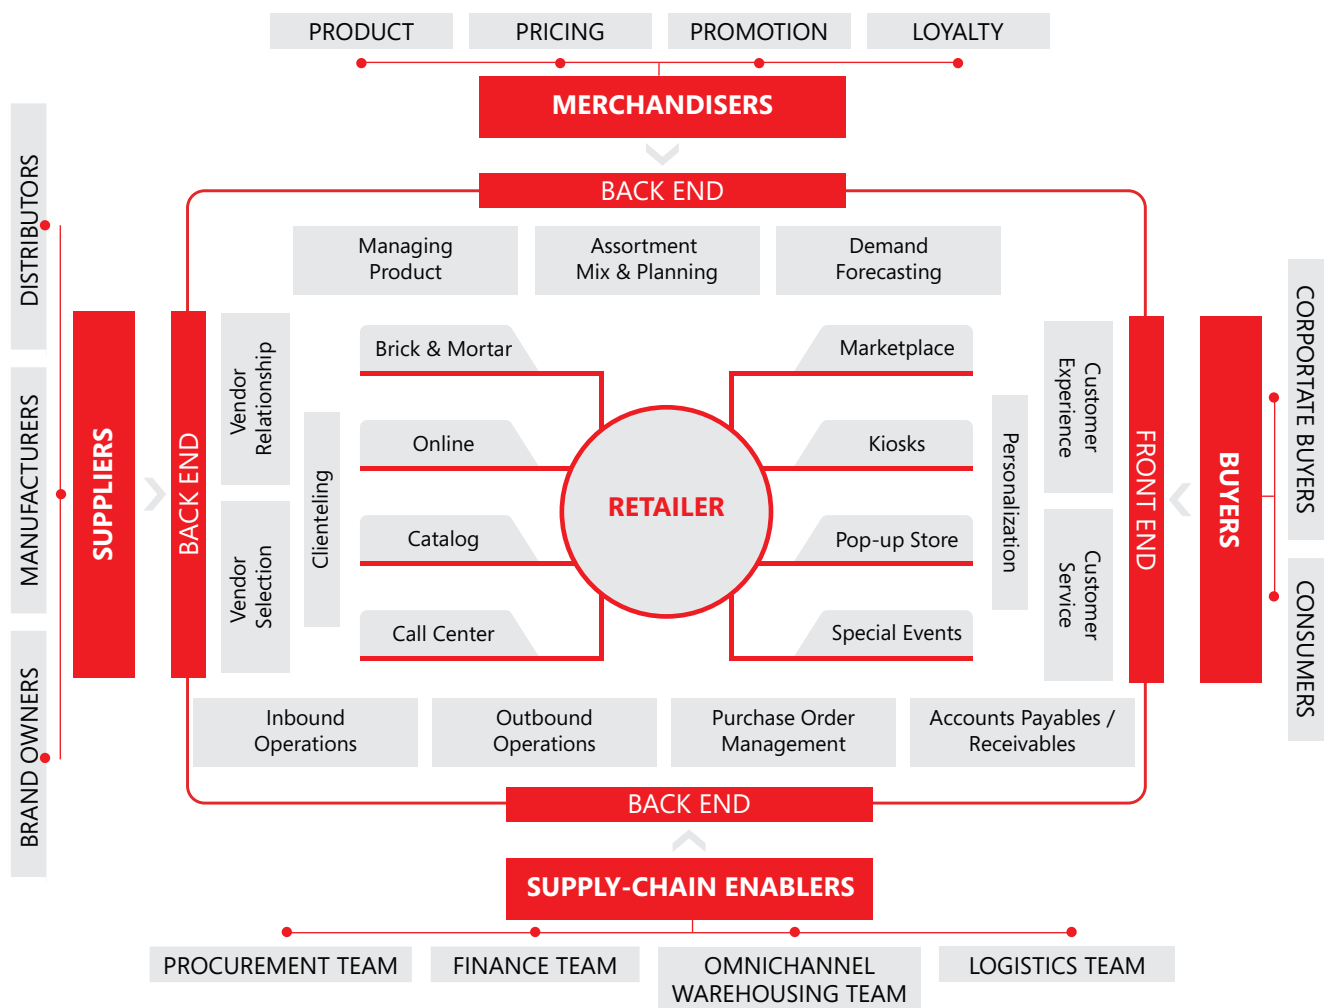 PRODUCT
PRICING
PROMOTION
LOYALTY
MERCHANDISERS
BACK END
Managing
Product
Assortment
Mix & Planning
Demand
Forecasting
DISTRIBUTORS
MANUFACTURERS
BRAND OWNERS
SUPPLIERS
BACK END
Vendor
Relationship
Vendor
Selection
Clienteling
Brick & Mortar
Online
Catalog
Call Center
RETAILER
Marketplace
Kiosks
Pop-up Store
Special Events
Personalization
Customer
Experience
Customer
Service
FRONT END
BUYERS
CORPORTATE BUYERS
CONSUMERS
Inbound
Operations
Outbound
Operations
Purchase Order
Management
Accounts Payables /
Receivables
BACK END
SUPPLY-CHAIN ENABLERS
PROCUREMENT TEAM
FINANCE TEAM
OMNICHANNEL
WAREHOUSING TEAM
LOGISTICS TEAM